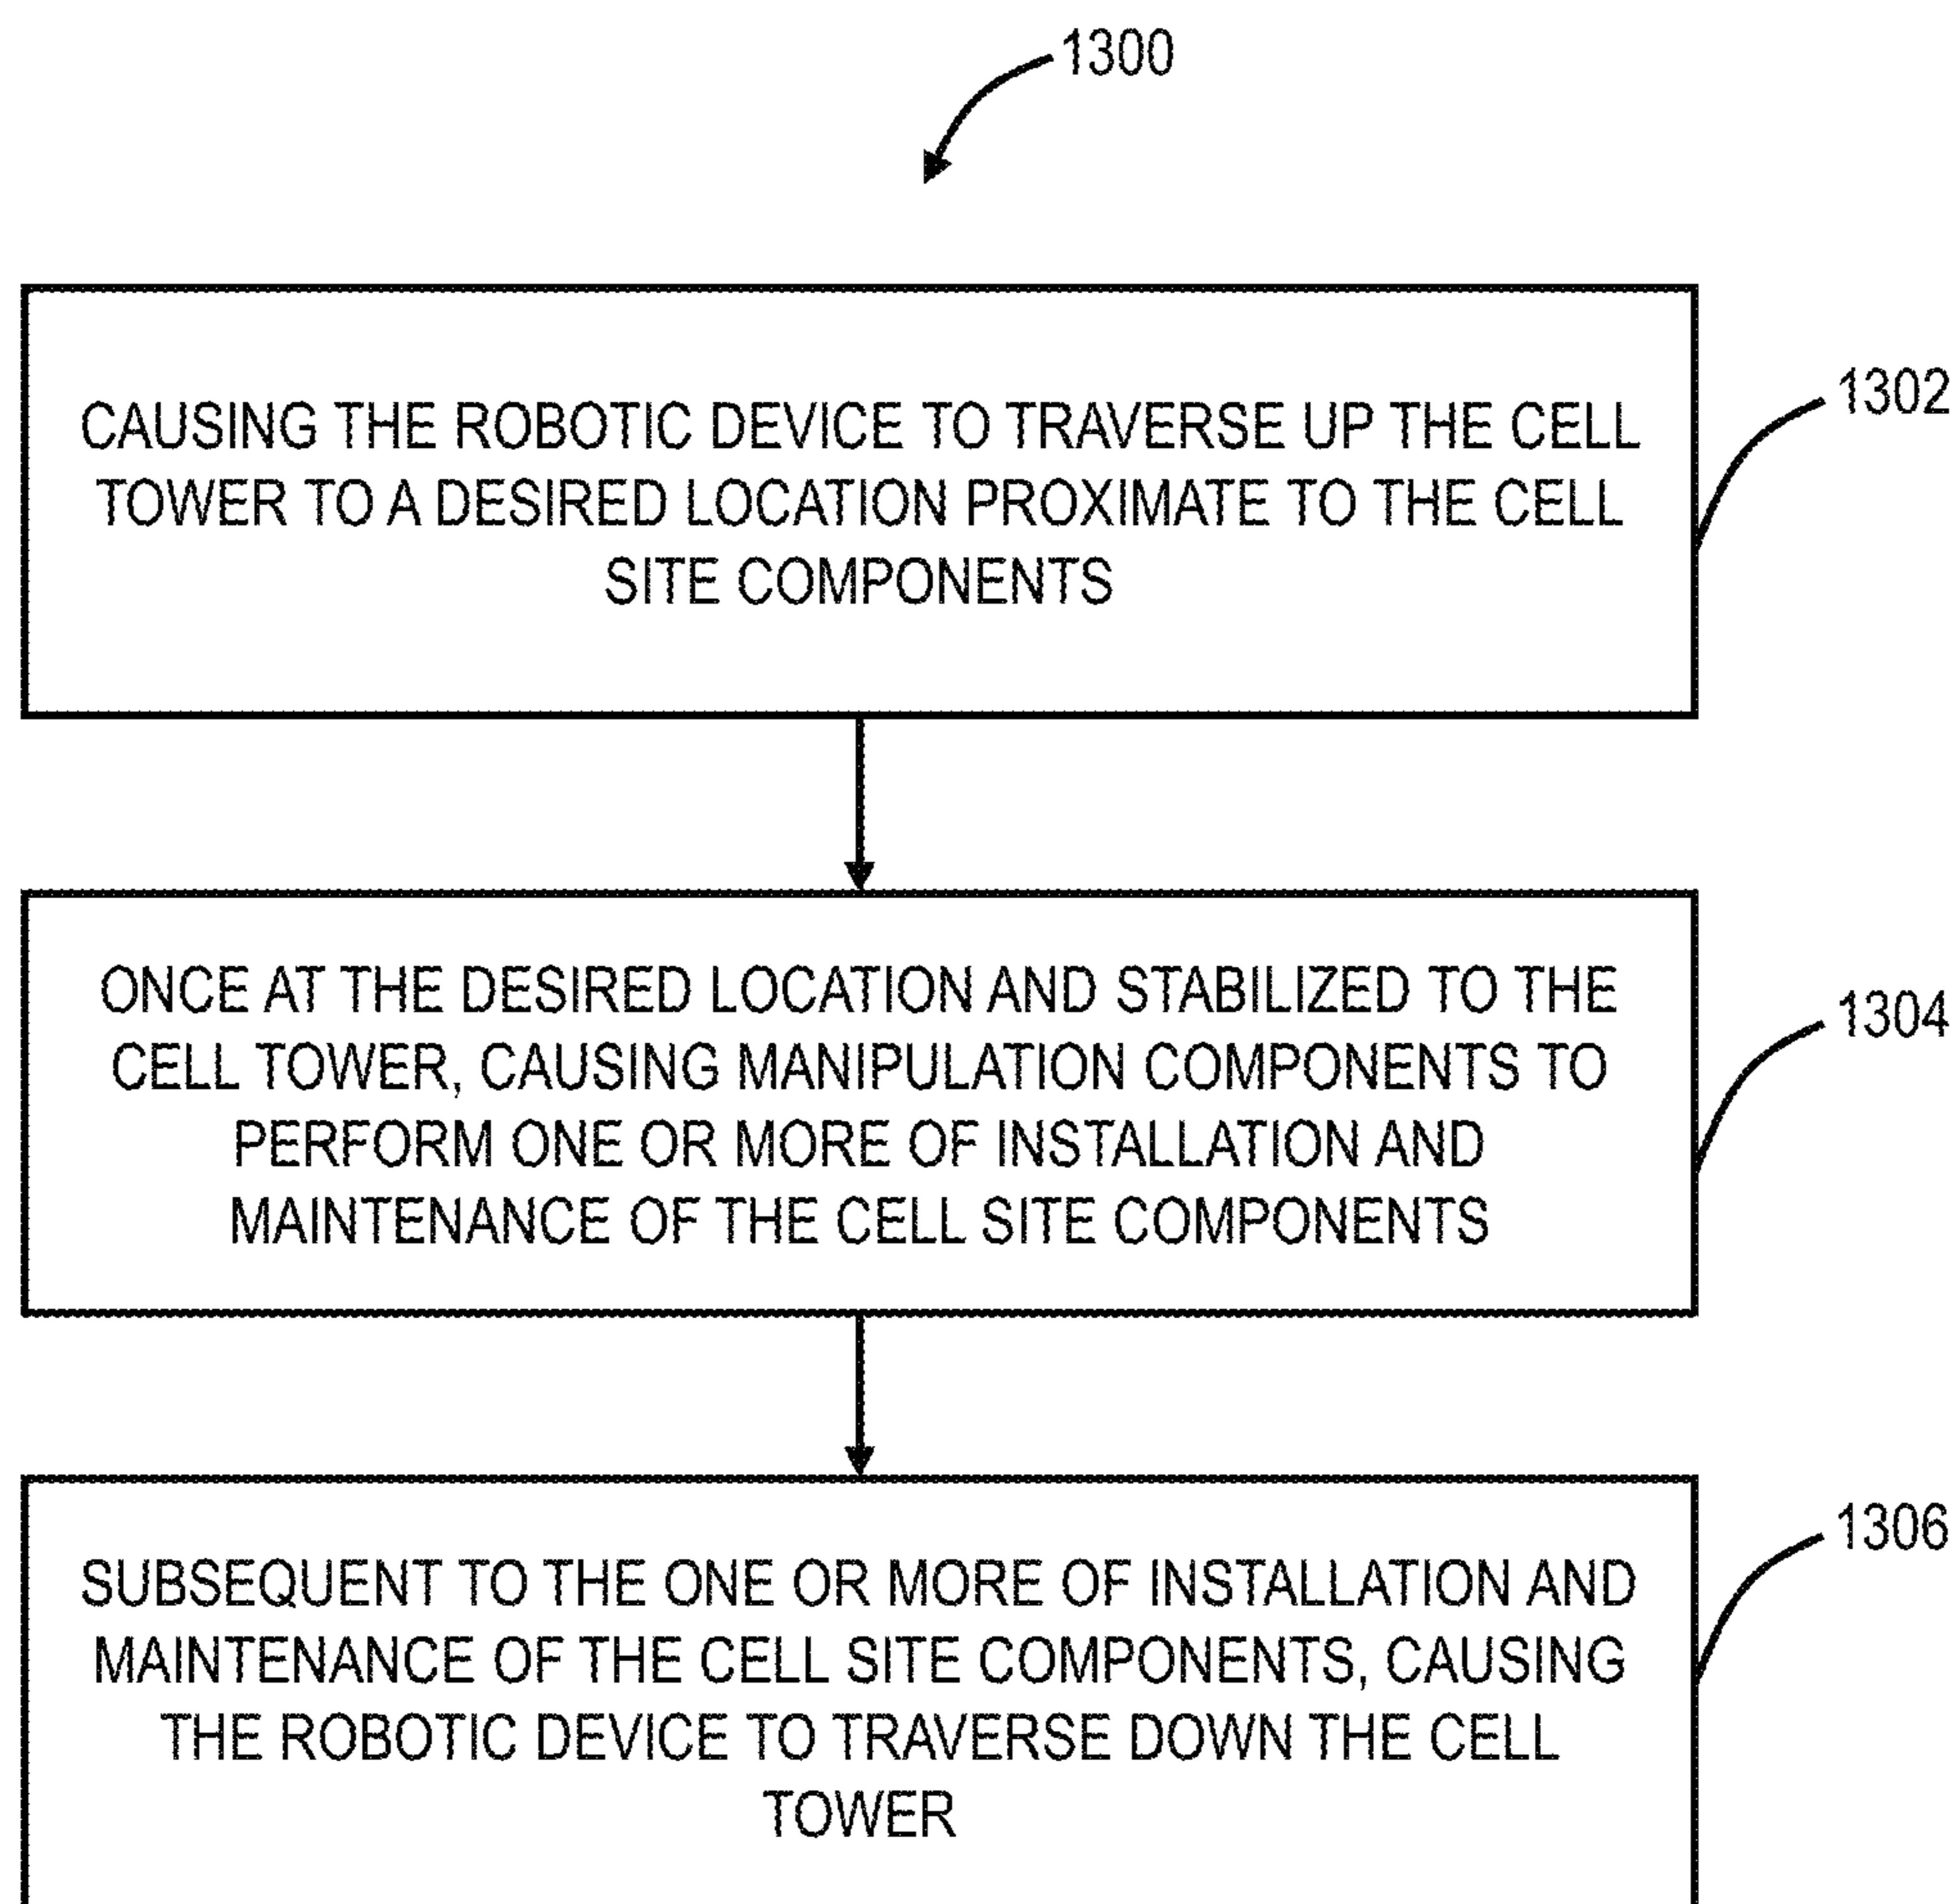 1300
CAUSING THE ROBOTIC DEVICE TO TRAVERSE UP THE CELL
TOWER TO A DESIRED LOCATION PROXIMATE TO THE CELL
SITE COMPONENTS
1302
ONCE AT THE DESIRED LOCATION AND STABILIZED TO THE
CELL TOWER, CAUSING MANIPULATION COMPONENTS TO
PERFORM ONE OR MORE OF INSTALLATION AND
MAINTENANCE OF THE CELL SITE COMPONENTS
1304
SUBSEQUENT TO THE ONE OR MORE OF INSTALLATION AND
MAINTENANCE OF THE CELL SITE COMPONENTS, CAUSING
THE ROBOTIC DEVICE TO TRAVERSE DOWN THE CELL
TOWER
1306